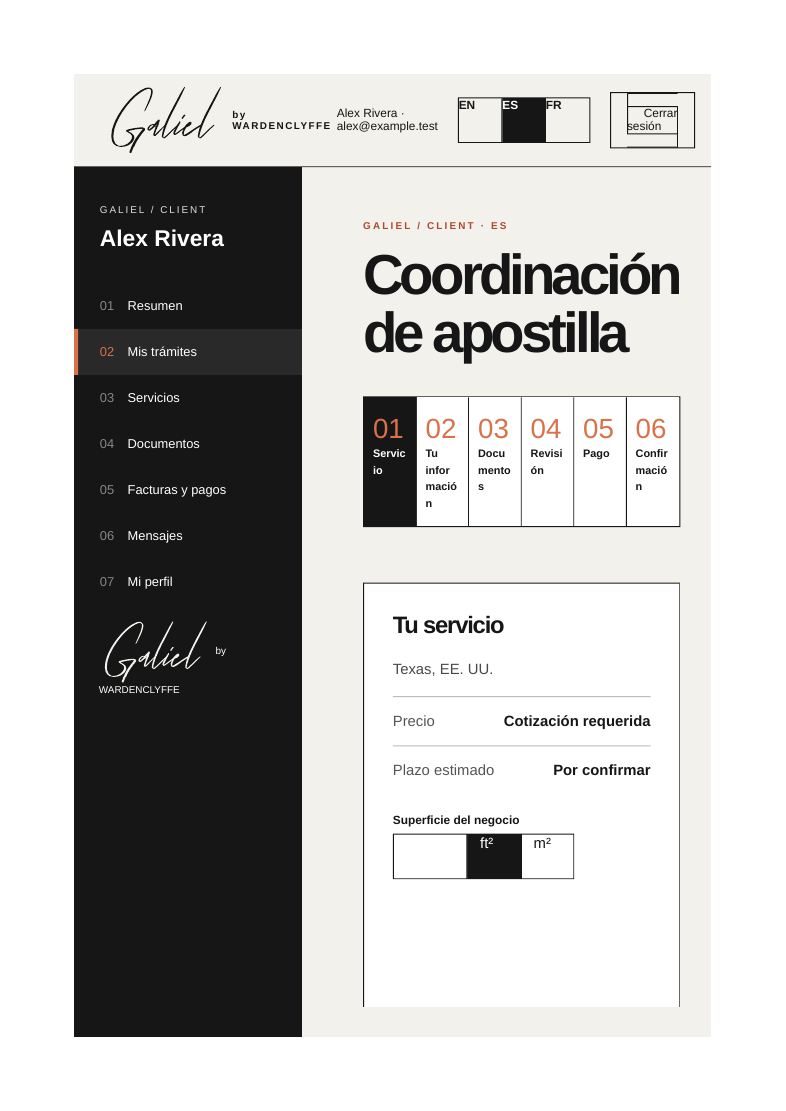 Galiel
by
WARDENCLYFFE
Alex Rivera ·
alex@example.test
EN
ES
FR
Cerrar
sesión
GALIEL / CLIENT
Alex Rivera
01 Resumen
02 Mis trámites
03 Servicios
04 Documentos
05 Facturas y pagos
06 Mensajes
07 Mi perfil
Galiel by
WARDENCLYFFE
GALIEL / CLIENT · ES
Coordinación
de apostilla
01
Servic
io
02
Tu
infor
mació
n
03
Docu
mento
s
04
Revisi
ón
05
Pago
06
Confir
mació
n
Tu servicio
Texas, EE. UU.
Precio Cotización requerida
Plazo estimado Por confirmar
Superficie del negocio
ft² m²